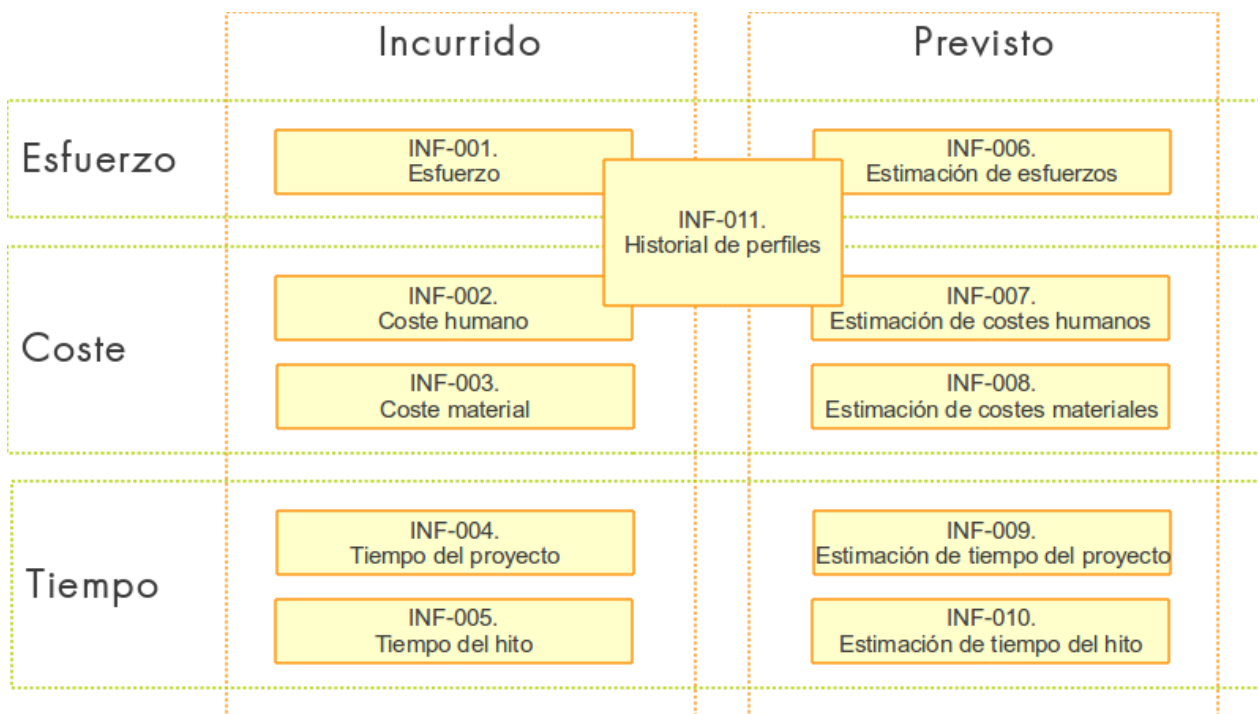 Incurrido
Previsto
Esfuerzo
INF-001.
Esfuerzo
INF-006.
Estimación de esfuerzos
INF-011.
Historial de perfiles
Coste
INF-002.
Coste humano
INF-007.
Estimación de costes humanos
INF-003.
Coste material
INF-008.
Estimación de costes materiales
Tiempo
INF-004.
Tiempo del proyecto
INF-009.
Estimación de tiempo del proyecto
INF-005.
Tiempo del hito
INF-010.
Estimación de tiempo del hito